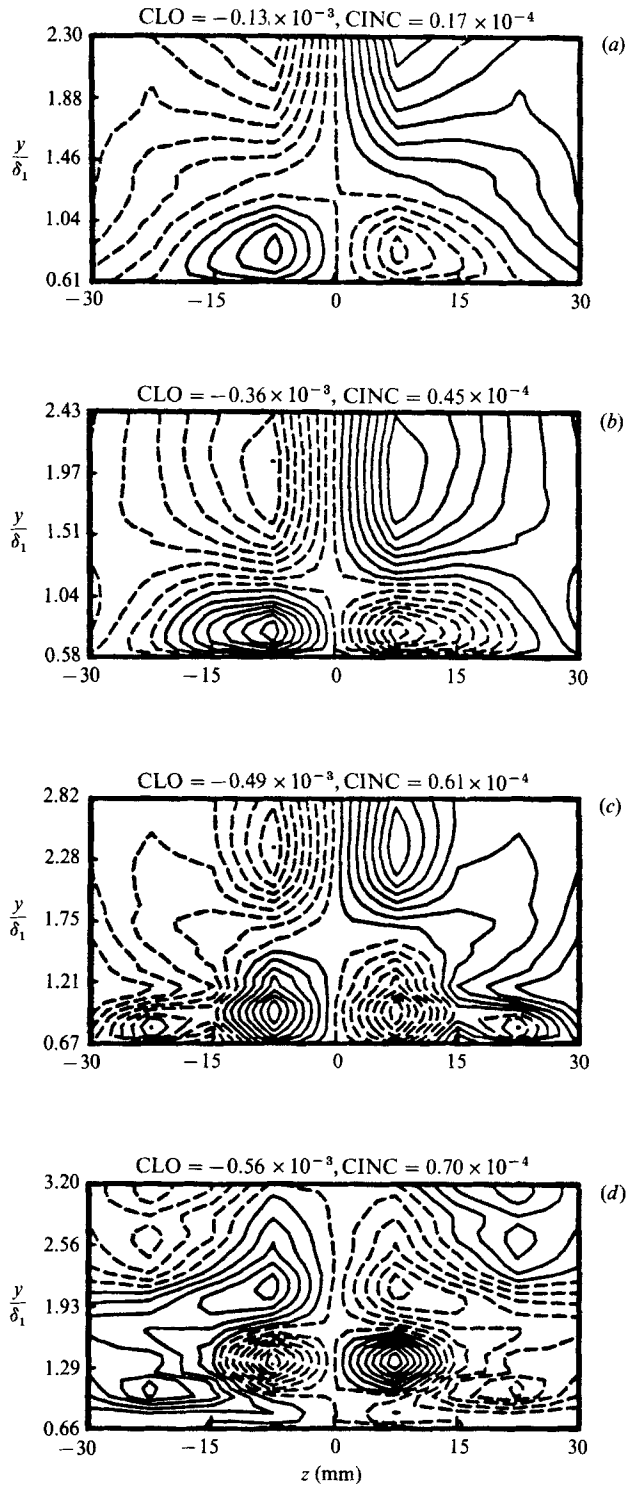 CLO = −0.13 × 10⁻³, CINC = 0.17 × 10⁻⁴
(a)
2.30
1.88
1.46
1.04
0.61
y/δ₁
−30 −15 0 15 30
CLO = −0.36 × 10⁻³, CINC = 0.45 × 10⁻⁴
(b)
2.43
1.97
1.51
1.04
0.58
y/δ₁
−30 −15 0 15 30
CLO = −0.49 × 10⁻³, CINC = 0.61 × 10⁻⁴
(c)
2.82
2.28
1.75
1.21
0.67
y/δ₁
−30 −15 0 15 30
CLO = −0.56 × 10⁻³, CINC = 0.70 × 10⁻⁴
(d)
3.20
2.56
1.93
1.29
0.66
y/δ₁
−30 −15 0 15 30
z (mm)